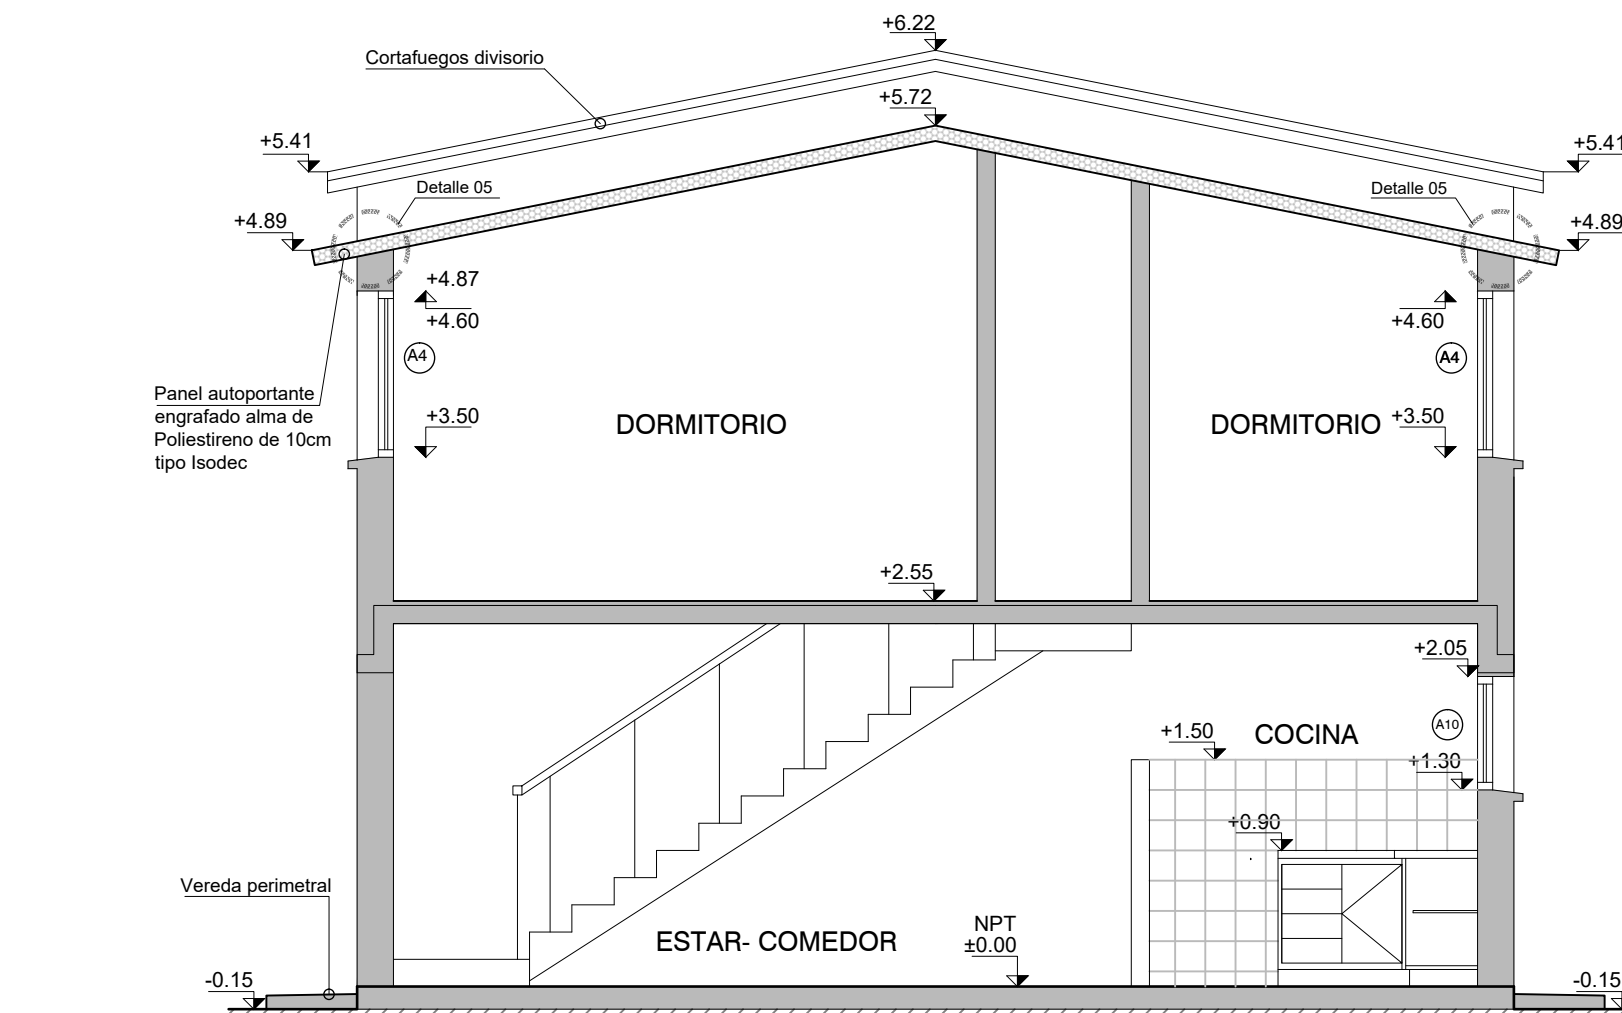 +6.22
Cortafuegos divisorio
+5.72
+5.41
+5.41
Detalle 05
Detalle 05
+4.89
+4.89
+4.87
+4.60
+4.60
A4
A4
Panel autoportante
engrafado alma de
Poliestireno de 10cm
tipo Isodec
+3.50
DORMITORIO
DORMITORIO
+3.50
+2.55
+2.05
A10
+1.50
COCINA
+1.30
+0.90
Vereda perimetral
ESTAR- COMEDOR
NPT
±0.00
-0.15
-0.15